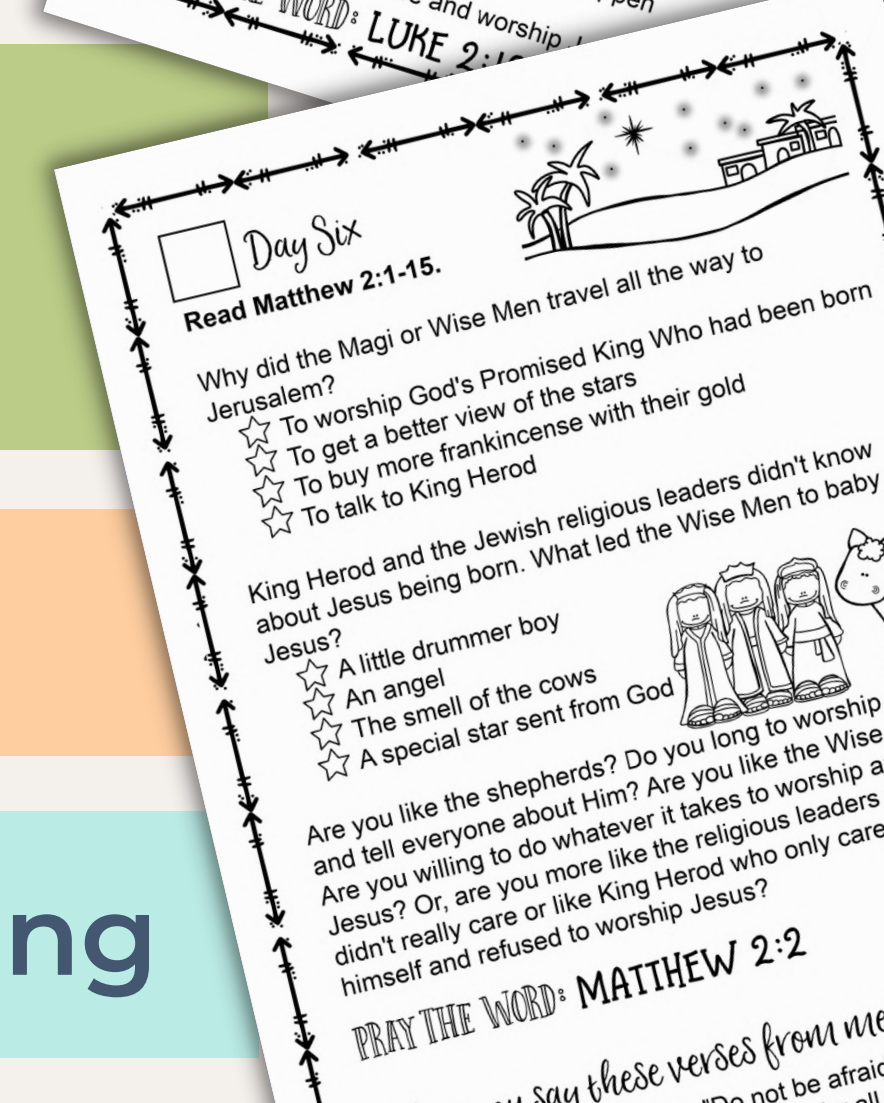 and worship
WORD: LUKE 2:
Day Six
Read Matthew 2:1-15.
Why did the Magi or Wise Men travel all the way to
Jerusalem?
To worship God's Promised King Who had been born
To get a better view of the stars
To buy more frankincense with their gold
To talk to King Herod
King Herod and the Jewish religious leaders didn't know
about Jesus being born. What led the Wise Men to baby
Jesus?
A little drummer boy
An angel
The smell of the cows
A special star sent from God
Are you like the shepherds? Do you long to worship
and tell everyone about Him? Are you like the Wise
Are you willing to do whatever it takes to worship a
Jesus? Or, are you more like the religious leaders
didn't really care or like King Herod who only care
himself and refused to worship Jesus?
PRAY THE WORD: MATTHEW 2:2
say these verses from me
"Do not be afraid
ng